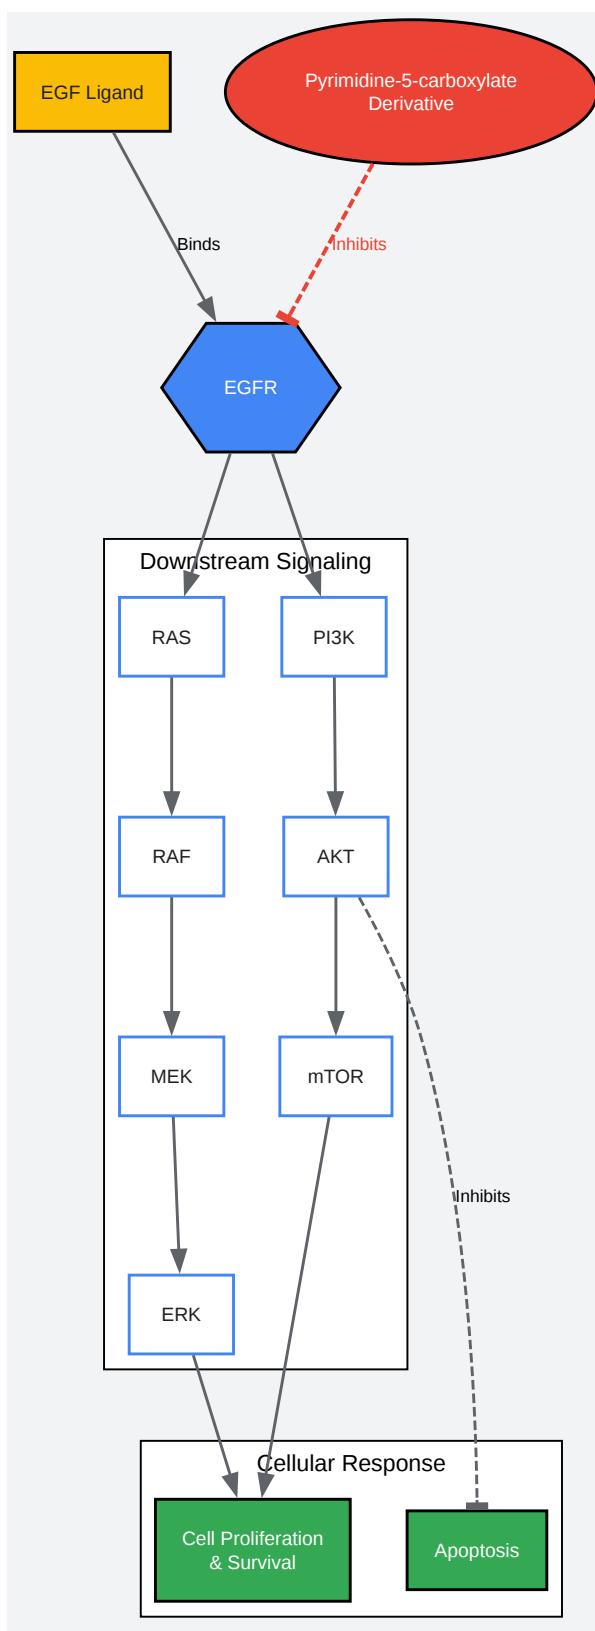 EGF Ligand
Pyrimidine-5-carboxylate
Derivative
Binds
Inhibits
EGFR
Downstream Signaling
RAS
PI3K
RAF
AKT
MEK
mTOR
Inhibits
ERK
Cellular Response
Cell Proliferation
& Survival
Apoptosis